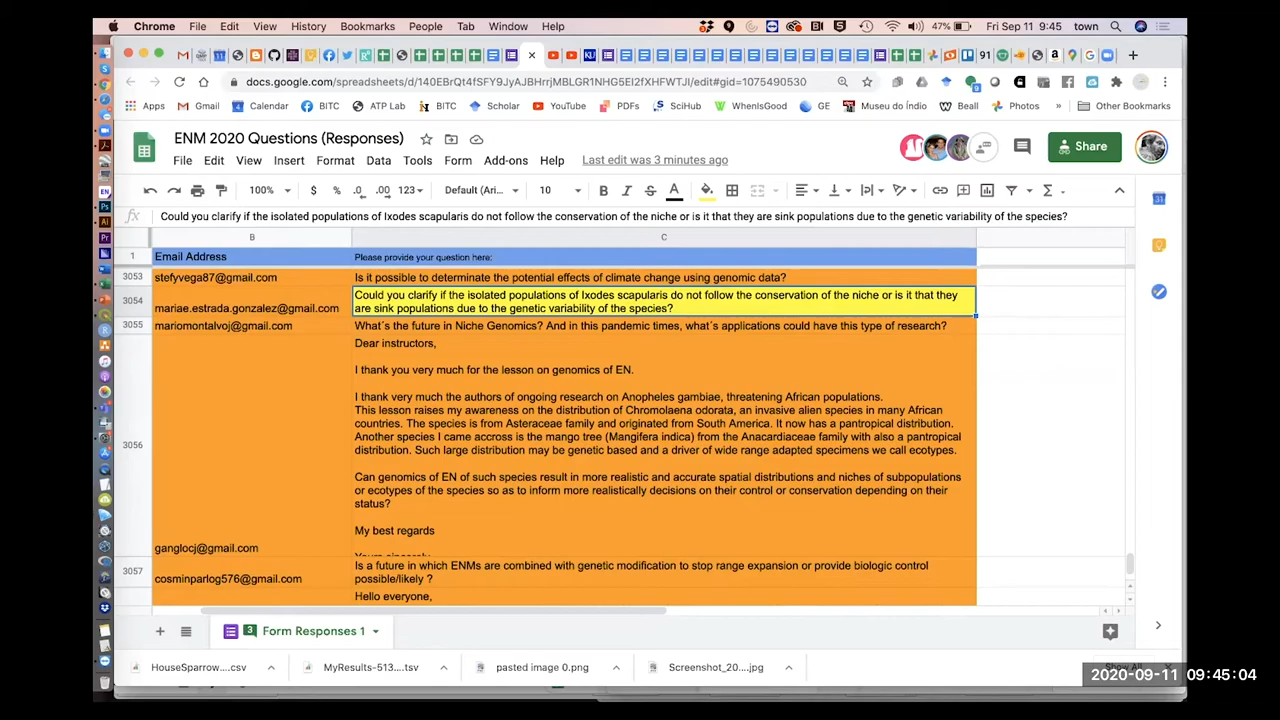 Chrome File Edit View History Bookmarks People Tab Window Help 47% Fri Sep 11 9:45 town
91
docs.google.com/spreadsheets/d/140EBrQt4fSFY9JyAJBHrrjMBLGR1NHG5EI2fXHFWTJI/edit#gid=1075490530
Apps Gmail Calendar BITC ATP Lab BITC Scholar YouTube PDFs SciHub WhenIsGood GE Museu do Índio Beall Photos » Other Bookmarks
ENM 2020 Questions (Responses)
File Edit View Insert Format Data Tools Form Add-ons Help Last edit was 3 minutes ago
Share
100% $ % .0 .00 123 Default (Ari... 10 B I S A
fx Could you clarify if the isolated populations of Ixodes scapularis do not follow the conservation of the niche or is it that they are sink populations due to the genetic variability of the species?
B C
1 Email Address Please provide your question here:
3053 stefyvega87@gmail.com Is it possible to determinate the potential effects of climate change using genomic data?
3054 mariae.estrada.gonzalez@gmail.com Could you clarify if the isolated populations of Ixodes scapularis do not follow the conservation of the niche or is it that they
are sink populations due to the genetic variability of the species?
3055 mariomontalvoj@gmail.com What´s the future in Niche Genomics? And in this pandemic times, what´s applications could have this type of research?
Dear instructors,
I thank you very much for the lesson on genomics of EN.
I thank very much the authors of ongoing research on Anopheles gambiae, threatening African populations.
This lesson raises my awareness on the distribution of Chromolaena odorata, an invasive alien species in many African
countries. The species is from Asteraceae family and originated from South America. It now has a pantropical distribution.
Another species I came accross is the mango tree (Mangifera indica) from the Anacardiaceae family with also a pantropical
distribution. Such large distribution may be genetic based and a driver of wide range adapted specimens we call ecotypes.
3056
Can genomics of EN of such species result in more realistic and accurate spatial distributions and niches of subpopulations
or ecotypes of the species so as to inform more realistically decisions on their control or conservation depending on their
status?
My best regards
ganglocj@gmail.com
Yours sincerely
3057 cosminparlog576@gmail.com Is a future in which ENMs are combined with genetic modification to stop range expansion or provide biologic control
possible/likely ?
Hello everyone,
3 Form Responses 1
HouseSparrow....csv MyResults-513....tsv pasted image 0.png Screenshot_20....jpg Show All
2020-09-11 09:45:04